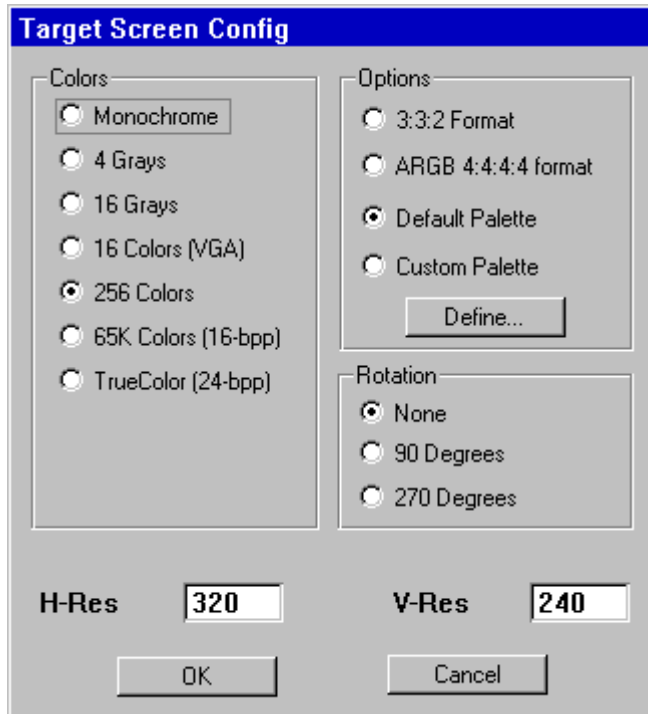 Target Screen Config
Colors
Monochrome
4 Grays
16 Grays
16 Colors (VGA)
256 Colors
65K Colors (16-bpp)
TrueColor (24-bpp)
Options
3:3:2 Format
ARGB 4:4:4:4 format
Default Palette
Custom Palette
Define...
Rotation
None
90 Degrees
270 Degrees
H-Res 320
V-Res 240
OK
Cancel